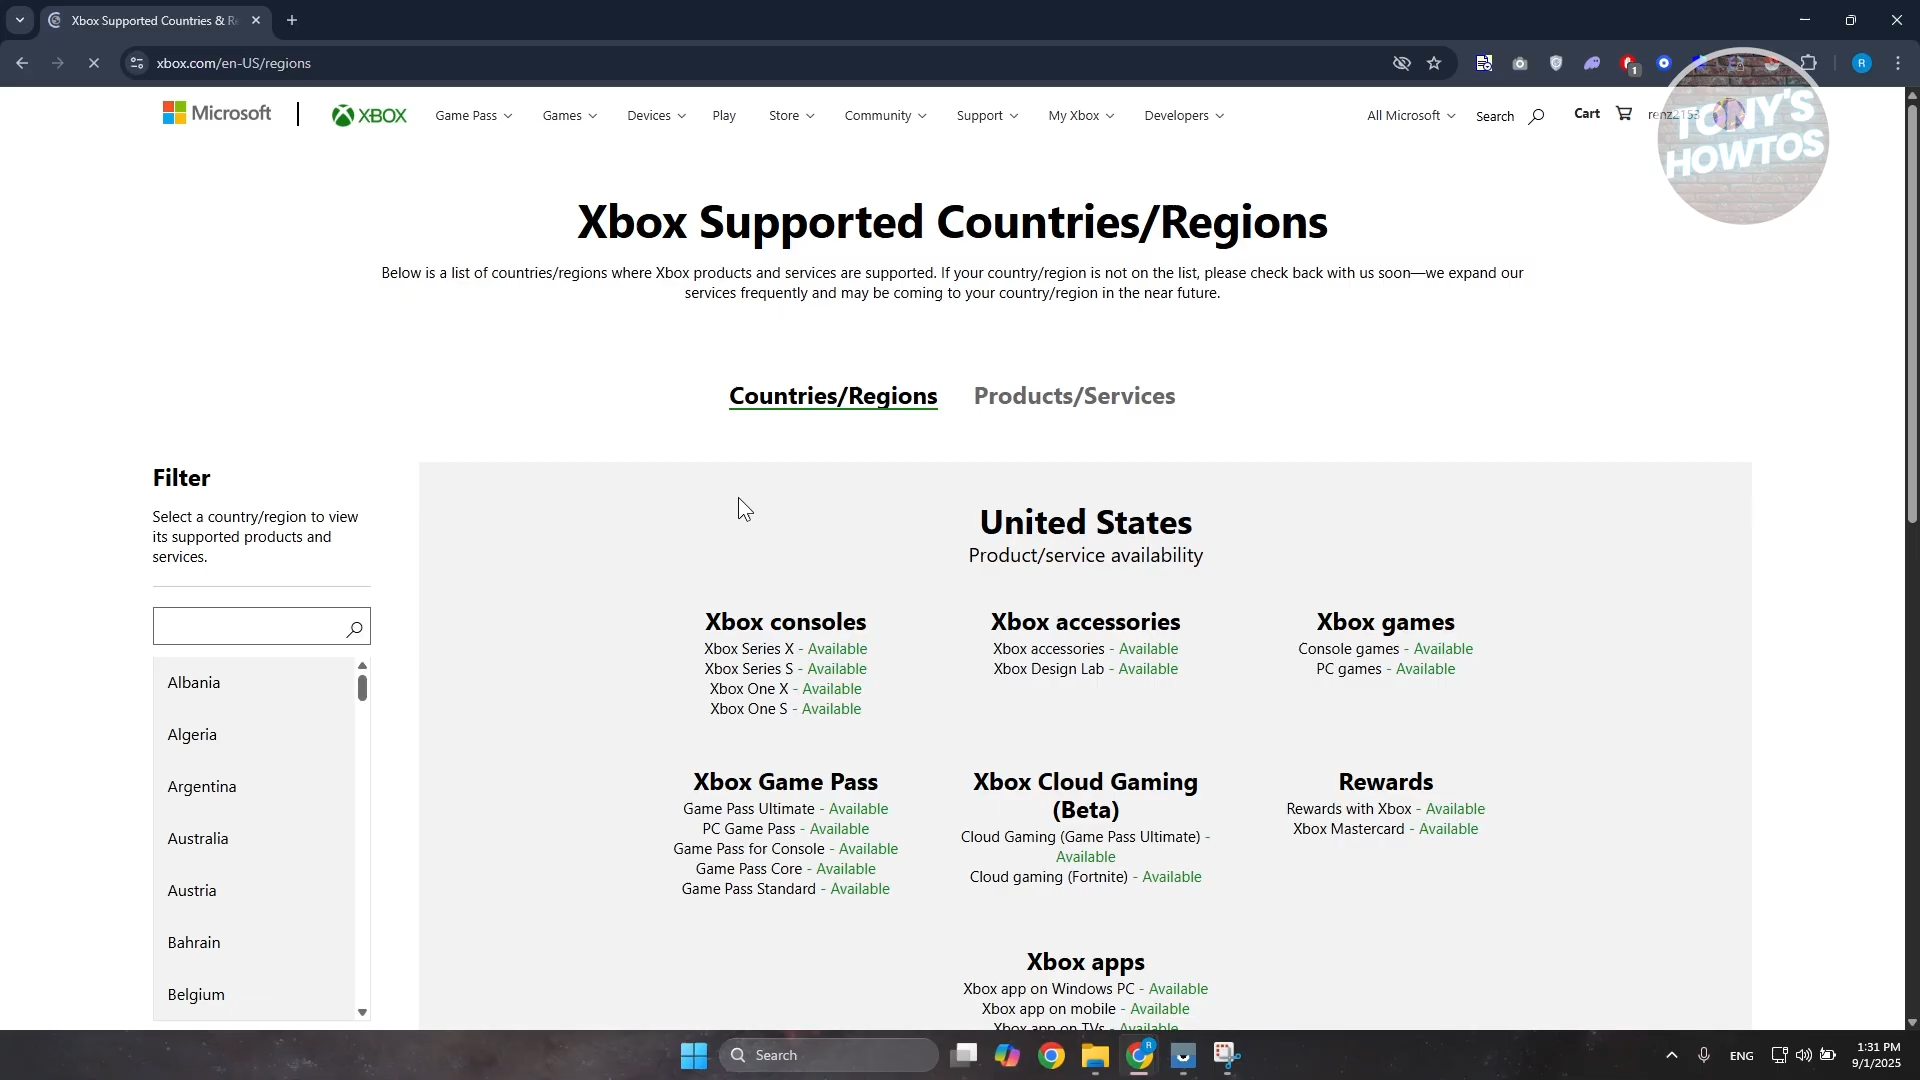 Xbox Supported Countries & Re
xbox.com/en-US/regions
1
R
Microsoft
XBOX
Game Pass
Games
Devices
Play
Store
Community
Support
My Xbox
Developers
All Microsoft
Search
Cart
renz2153
TONY'S
HOWTOS
Xbox Supported Countries/Regions
Below is a list of countries/regions where Xbox products and services are supported. If your country/region is not on the list, please check back with us soon—we expand our
services frequently and may be coming to your country/region in the near future.
Countries/Regions
Products/Services
Filter
Select a country/region to view
its supported products and
services.
Albania
Algeria
Argentina
Australia
Austria
Bahrain
Belgium
United States
Product/service availability
Xbox consoles
Xbox Series X - Available
Xbox Series S - Available
Xbox One X - Available
Xbox One S - Available
Xbox accessories
Xbox accessories - Available
Xbox Design Lab - Available
Xbox games
Console games - Available
PC games - Available
Xbox Game Pass
Game Pass Ultimate - Available
PC Game Pass - Available
Game Pass for Console - Available
Game Pass Core - Available
Game Pass Standard - Available
Xbox Cloud Gaming
(Beta)
Cloud Gaming (Game Pass Ultimate) -
Available
Cloud gaming (Fortnite) - Available
Rewards
Rewards with Xbox - Available
Xbox Mastercard - Available
Xbox apps
Xbox app on Windows PC - Available
Xbox app on mobile - Available
Xbox app on TVs - Available
Search
R
ENG
1:31 PM
9/1/2025